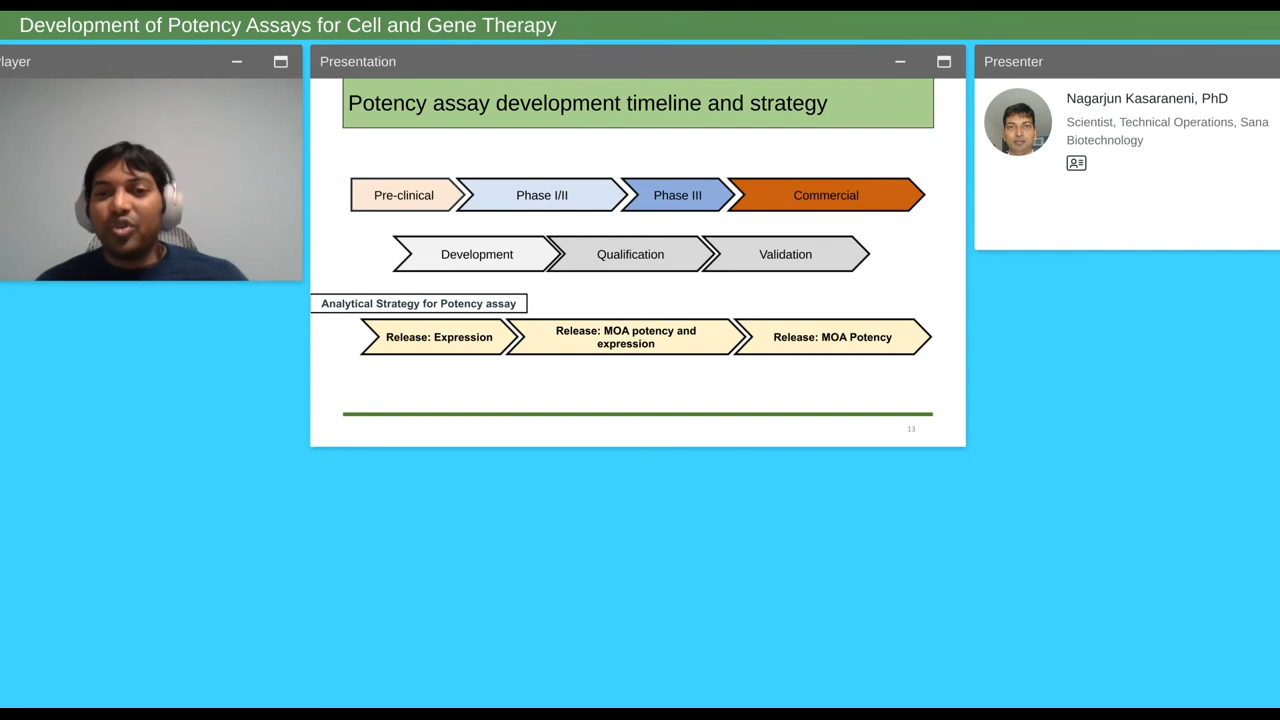 Development of Potency Assays for Cell and Gene Therapy
layer
Presentation
Presenter
Potency assay development timeline and strategy
Nagarjun Kasaraneni, PhD
Scientist, Technical Operations, Sana
Biotechnology
Pre-clinical
Phase I/II
Phase III
Commercial
Development
Qualification
Validation
Analytical Strategy for Potency assay
Release: Expression
Release: MOA potency and
expression
Release: MOA Potency
13